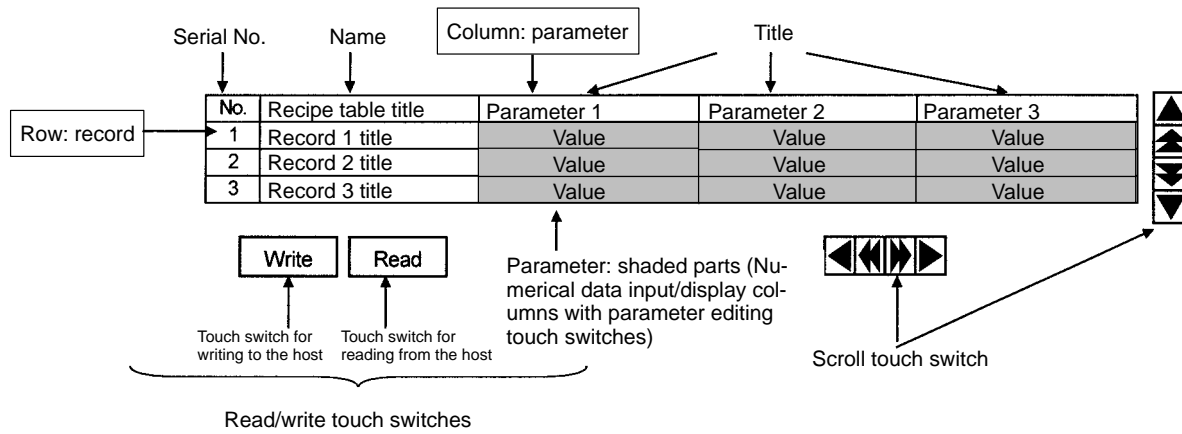 Serial No.
Name
Column: parameter
Title
Row: record
No. Recipe table title Parameter 1 Parameter 2 Parameter 3
1 Record 1 title Value Value Value
2 Record 2 title Value Value Value
3 Record 3 title Value Value Value
Write
Read
Touch switch for
writing to the host
Touch switch for
reading from the host
Parameter: shaded parts (Nu-
merical data input/display col-
umns with parameter editing
touch switches)
Scroll touch switch
Read/write touch switches